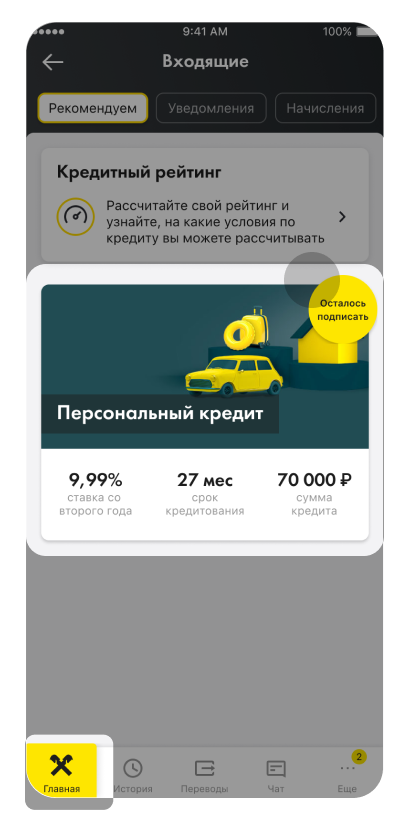 9:41 AM
100%
Входящие
Рекомендуем
Уведомления
Начисления
Кредитный рейтинг
Рассчитайте свой рейтинг и
узнайте, на какие условия по
кредиту вы можете рассчитывать
Осталось
подписать
Персональный кредит
9,99%
ставка со
второго года
27 мес
срок
кредитования
70 000 ₽
сумма
кредита
2
Главная
История
Переводы
Чат
Еще